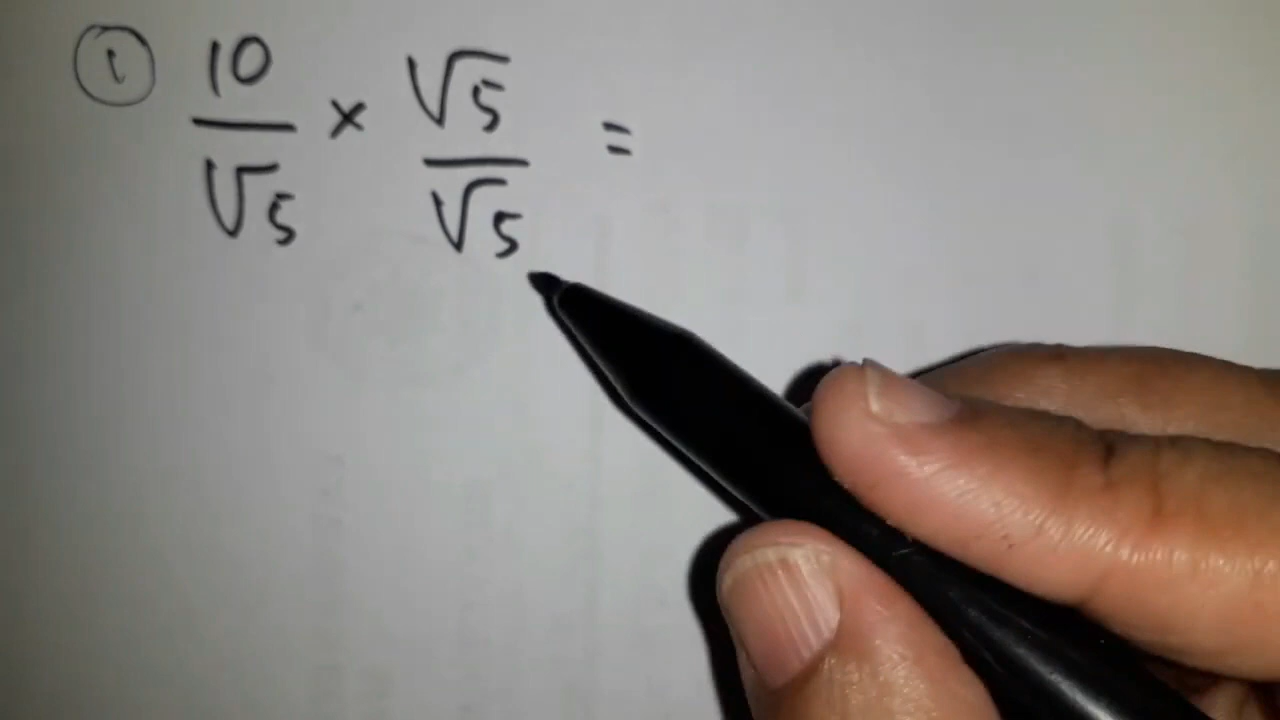 ① 10/√5 × √5/√5 =